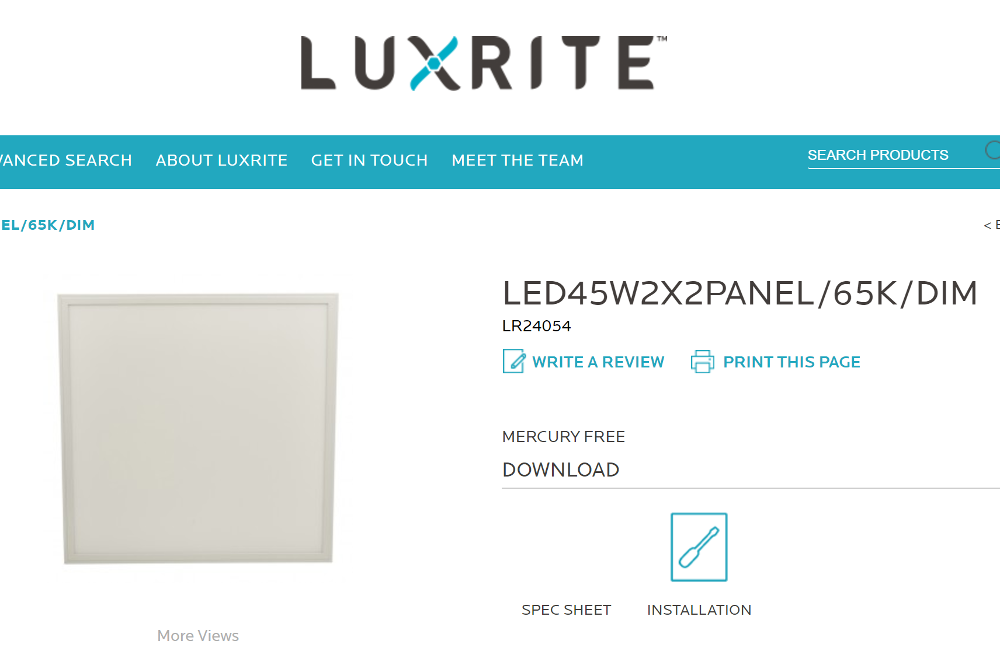 LUXRITE™
VANCED SEARCH ABOUT LUXRITE GET IN TOUCH MEET THE TEAM SEARCH PRODUCTS
EL/65K/DIM
<
LED45W2X2PANEL/65K/DIM
LR24054
WRITE A REVIEW PRINT THIS PAGE
MERCURY FREE
DOWNLOAD
SPEC SHEET INSTALLATION
More Views